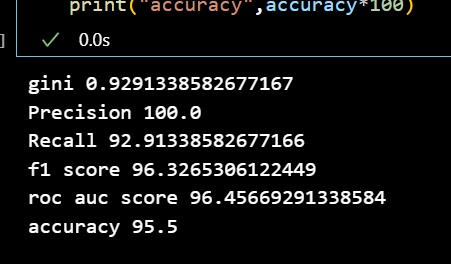 print("accuracy",accuracy*100)
] ✓ 0.0s
gini 0.9291338582677167
Precision 100.0
Recall 92.91338582677166
f1 score 96.3265306122449
roc auc score 96.45669291338584
accuracy 95.5